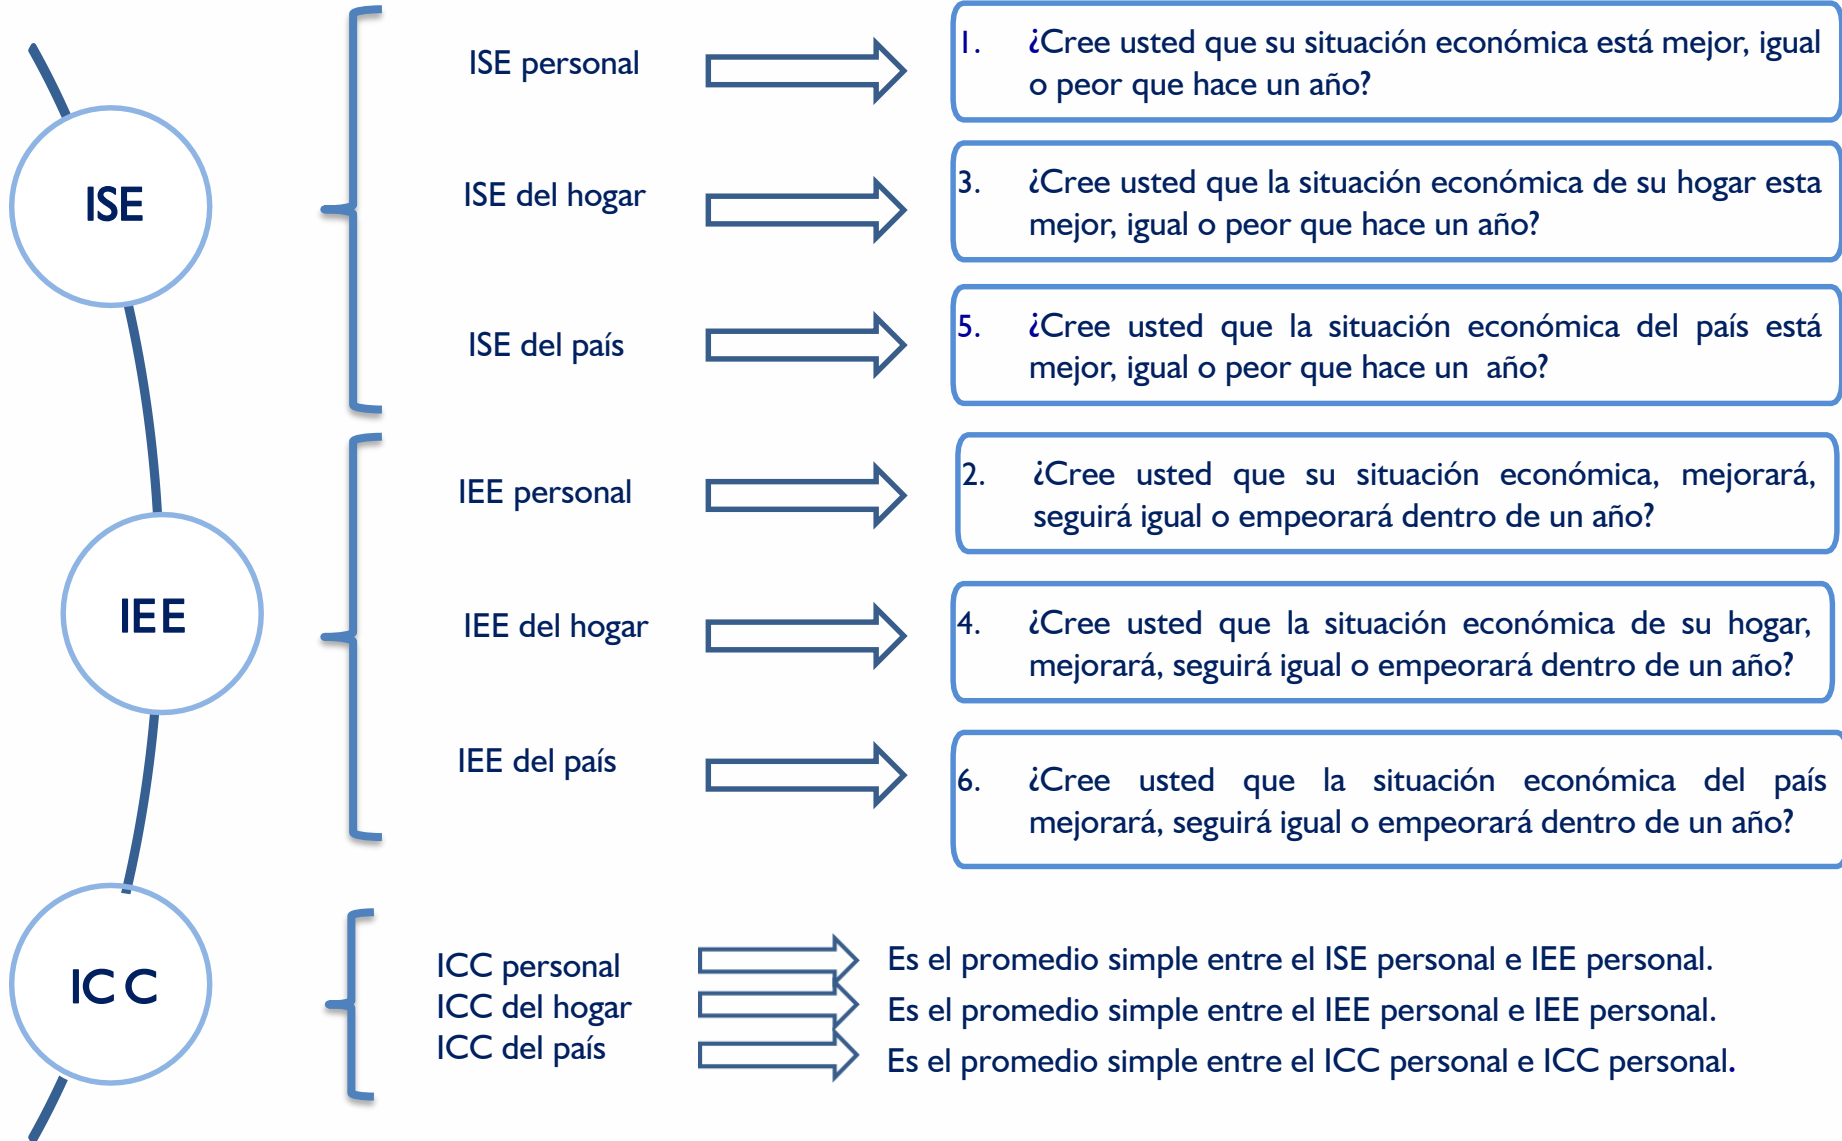 ISE
ISE personal
1. ¿Cree usted que su situación económica está mejor, igual
o peor que hace un año?
ISE del hogar
3. ¿Cree usted que la situación económica de su hogar esta
mejor, igual o peor que hace un año?
ISE del país
5. ¿Cree usted que la situación económica del país está
mejor, igual o peor que hace un año?
IEE
IEE personal
2. ¿Cree usted que su situación económica, mejorará,
seguirá igual o empeorará dentro de un año?
IEE del hogar
4. ¿Cree usted que la situación económica de su hogar,
mejorará, seguirá igual o empeorará dentro de un año?
IEE del país
6. ¿Cree usted que la situación económica del país
mejorará, seguirá igual o empeorará dentro de un año?
ICC
ICC personal
Es el promedio simple entre el ISE personal e IEE personal.
ICC del hogar
Es el promedio simple entre el IEE personal e IEE personal.
ICC del país
Es el promedio simple entre el ICC personal e ICC personal.